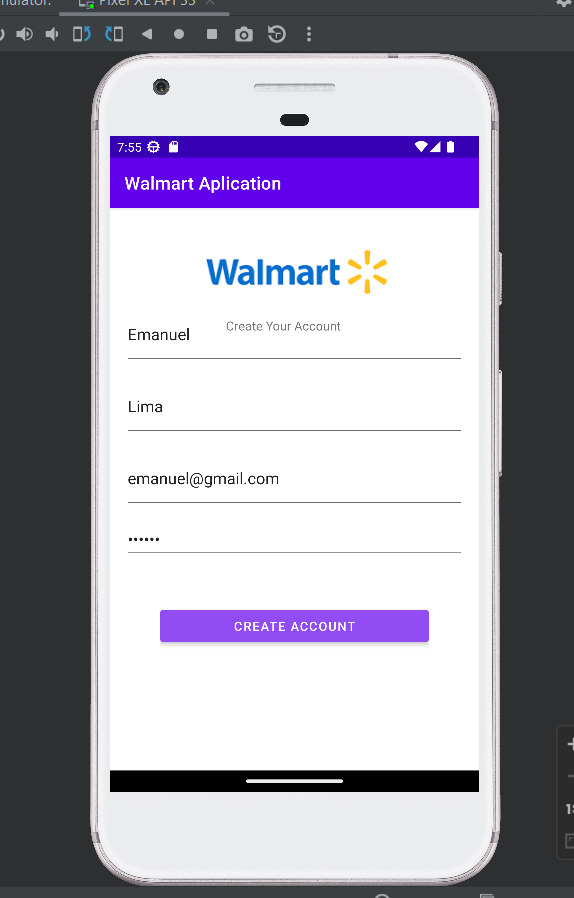 Pixel XL API 33
7:55
Walmart Aplication
Walmart
Create Your Account
Emanuel
Lima
emanuel@gmail.com
••••••
CREATE ACCOUNT